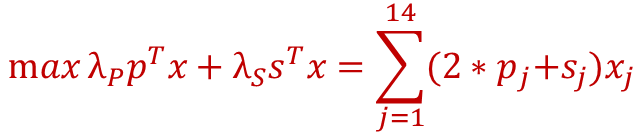 max λ_P p^T x + λ_S s^T x = ∑_{j=1}^{14} (2 * p_j + s_j) x_j